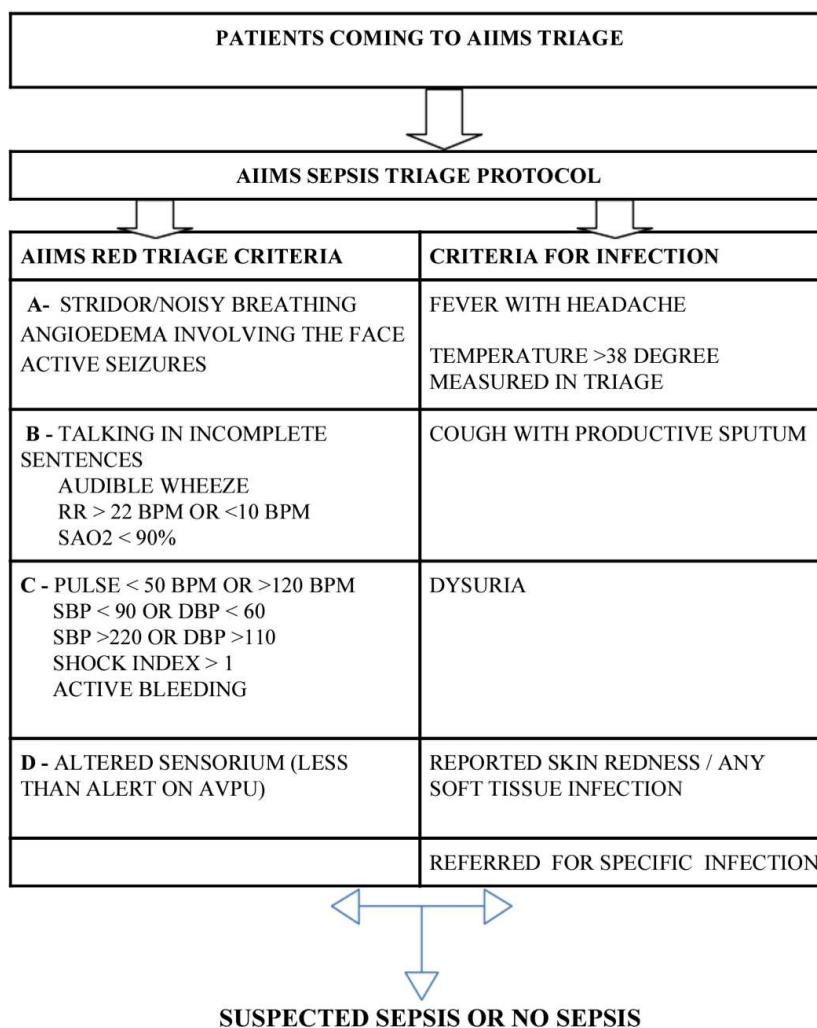 PATIENTS COMING TO AIIMS TRIAGE
AIIMS SEPSIS TRIAGE PROTOCOL
AIIMS RED TRIAGE CRITERIA
CRITERIA FOR INFECTION
A- STRIDOR/NOISY BREATHING
ANGIOEDEMA INVOLVING THE FACE
ACTIVE SEIZURES
FEVER WITH HEADACHE
TEMPERATURE >38 DEGREE
MEASURED IN TRIAGE
B - TALKING IN INCOMPLETE
SENTENCES
AUDIBLE WHEEZE
RR > 22 BPM OR <10 BPM
SAO2 < 90%
COUGH WITH PRODUCTIVE SPUTUM
C - PULSE < 50 BPM OR >120 BPM
SBP < 90 OR DBP < 60
SBP >220 OR DBP >110
SHOCK INDEX > 1
ACTIVE BLEEDING
DYSURIA
D - ALTERED SENSORIUM (LESS
THAN ALERT ON AVPU)
REPORTED SKIN REDNESS / ANY
SOFT TISSUE INFECTION
REFERRED FOR SPECIFIC INFECTION
SUSPECTED SEPSIS OR NO SEPSIS